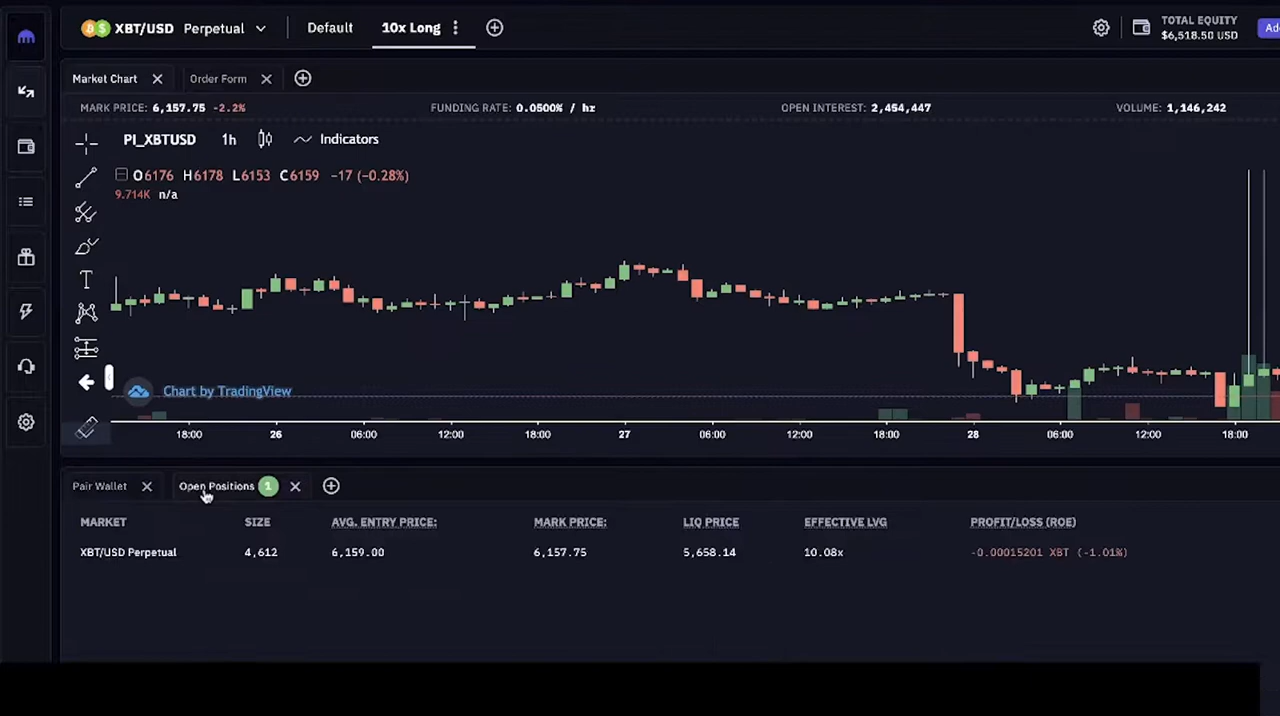 XBT/USD Perpetual Default 10x Long TOTAL EQUITY
$6,518.50 USD
Market Chart Order Form
MARK PRICE: 6,157.75 -2.2% FUNDING RATE: 0.0500% / hr OPEN INTEREST: 2,454,447 VOLUME: 1,146,242
PI_XBTUSD 1h Indicators
O6176 H6178 L6153 C6159 −17 (−0.28%)
9.714K n/a
Chart by TradingView
18:00 26 06:00 12:00 18:00 27 06:00 12:00 18:00 28 06:00 12:00 18:00
Pair Wallet Open Positions 1
MARKET SIZE AVG. ENTRY PRICE: MARK PRICE: LIQ PRICE EFFECTIVE LVG PROFIT/LOSS (ROE)
XBT/USD Perpetual 4,612 6,159.00 6,157.75 5,658.14 10.08x -0.00015201 XBT (-1.01%)